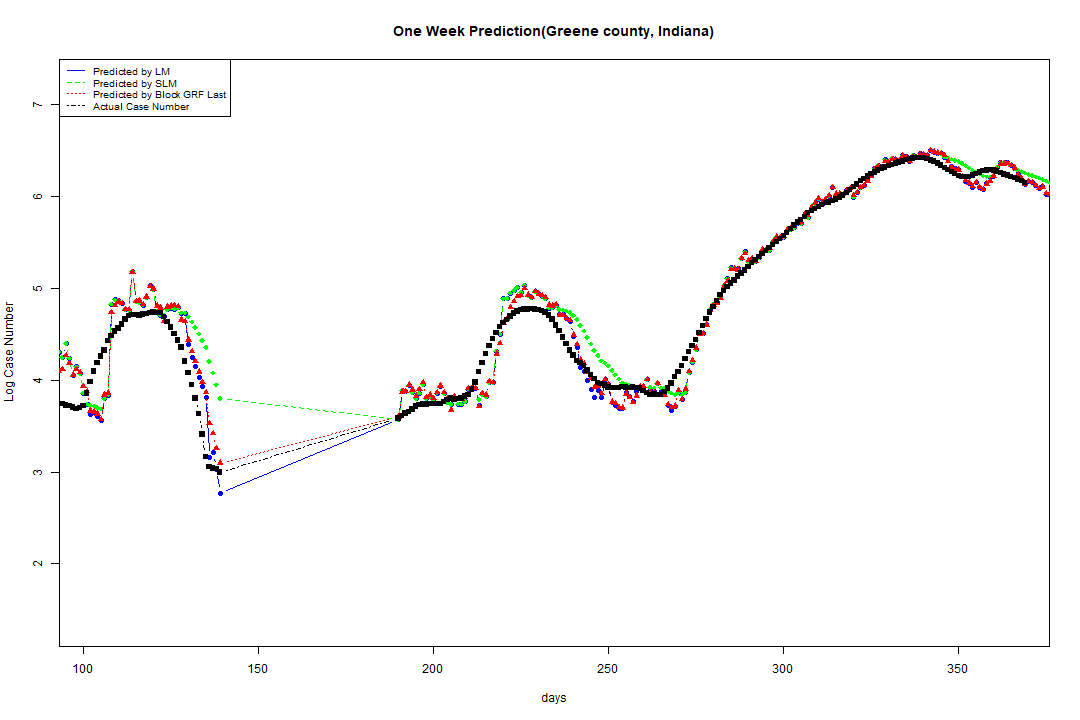 One Week Prediction(Greene county, Indiana)
Predicted by LM
Predicted by SLM
Predicted by Block GRF Last
Actual Case Number
7
6
5
4
3
2
Log Case Number
100 150 200 250 300 350
days